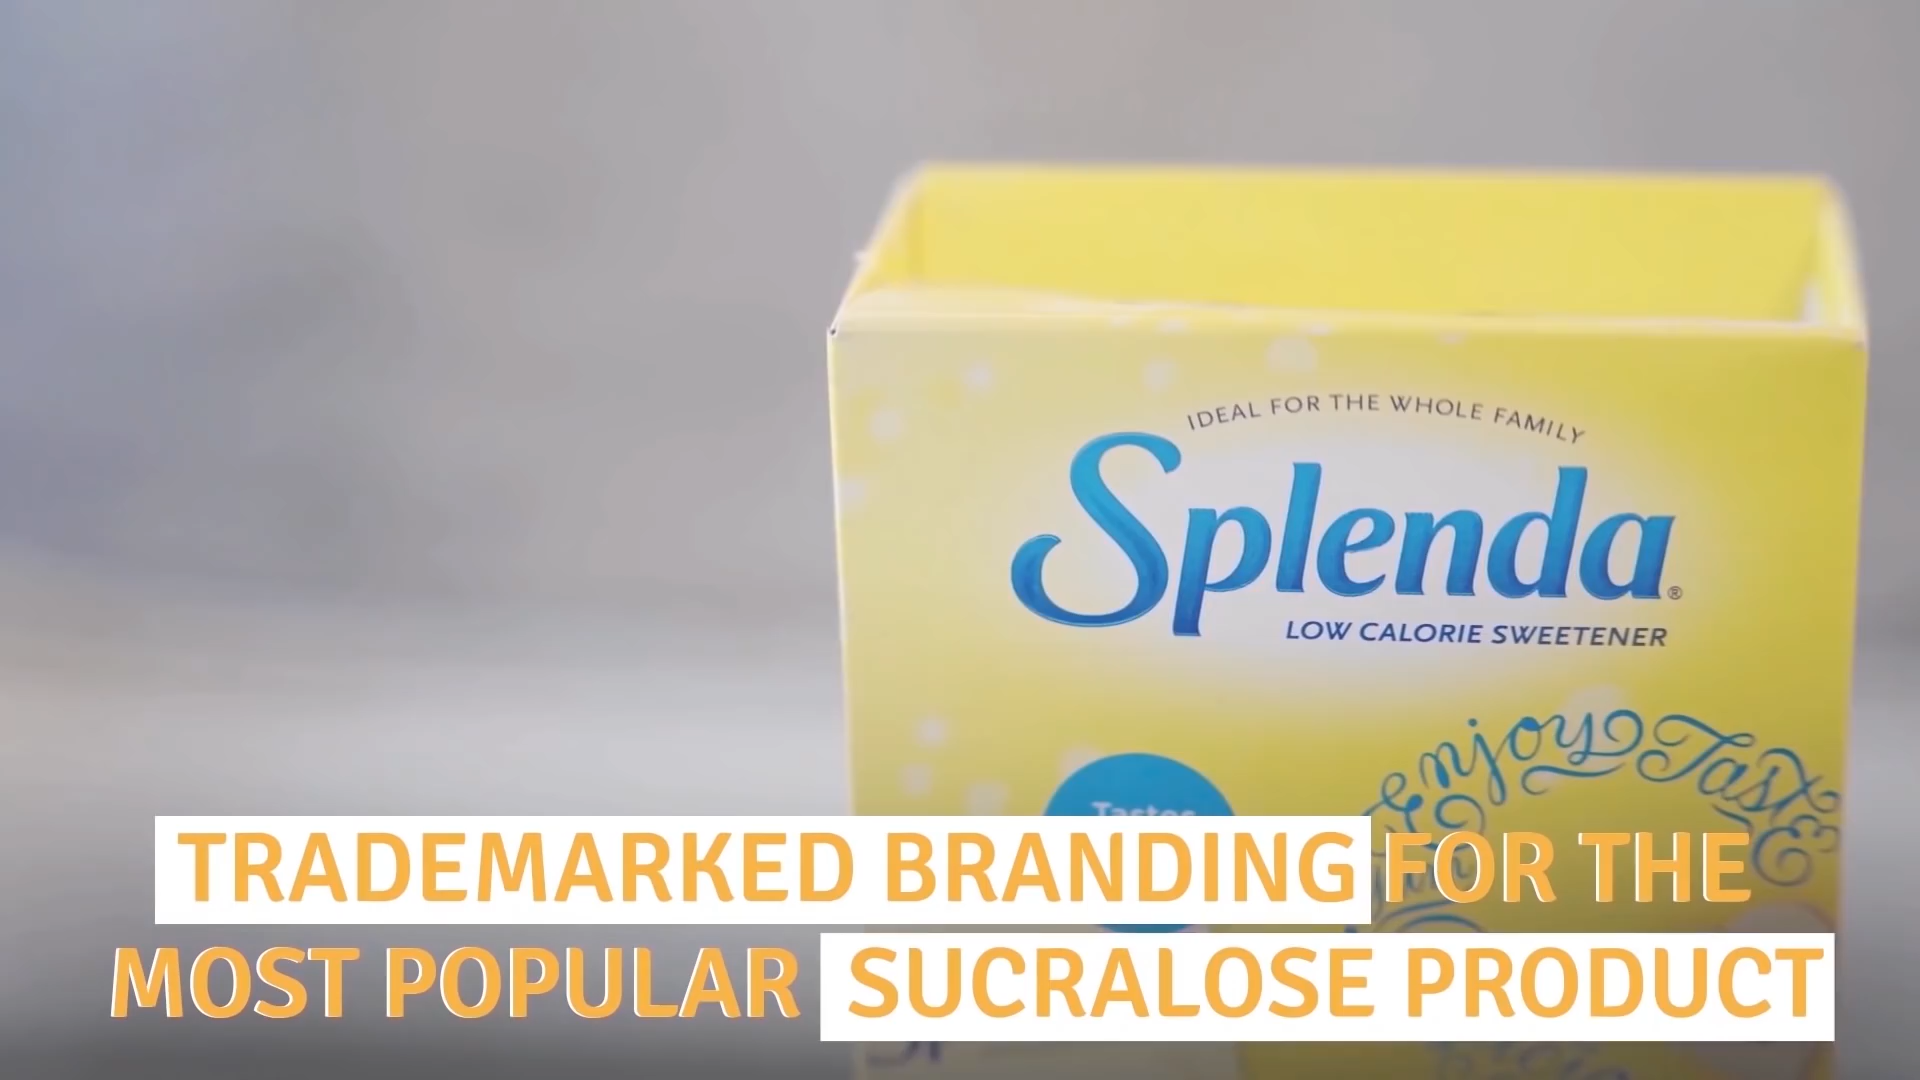 IDEAL FOR THE WHOLE FAMILY
Splenda®
LOW CALORIE SWEETENER
enjoy Taste
Tastes
TRADEMARKED BRANDING FOR THE
MOST POPULAR SUCRALOSE PRODUCT